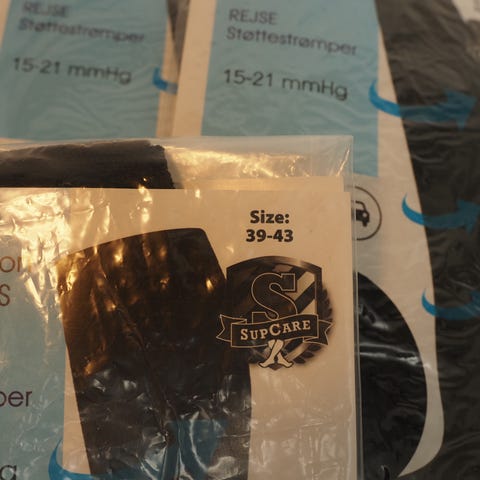 REJSE
Støttestrømper
15-21 mmHg
REJSE
Støttestrømper
15-21 mmHg
Size:
39-43
S
SUPCARE
S